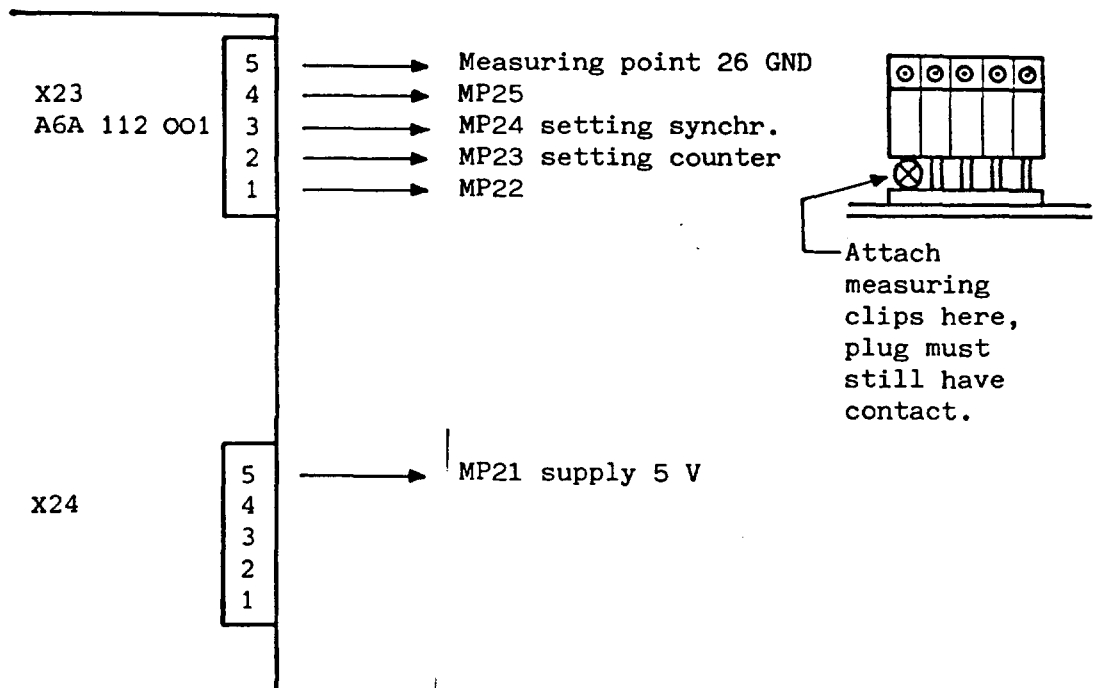 5 Measuring point 26 GND
X23 4 MP25
A6A 112 001 3 MP24 setting synchr.
2 MP23 setting counter
1 MP22
Attach
measuring
clips here,
plug must
still have
contact.
5 MP21 supply 5 V
X24 4
3
2
1